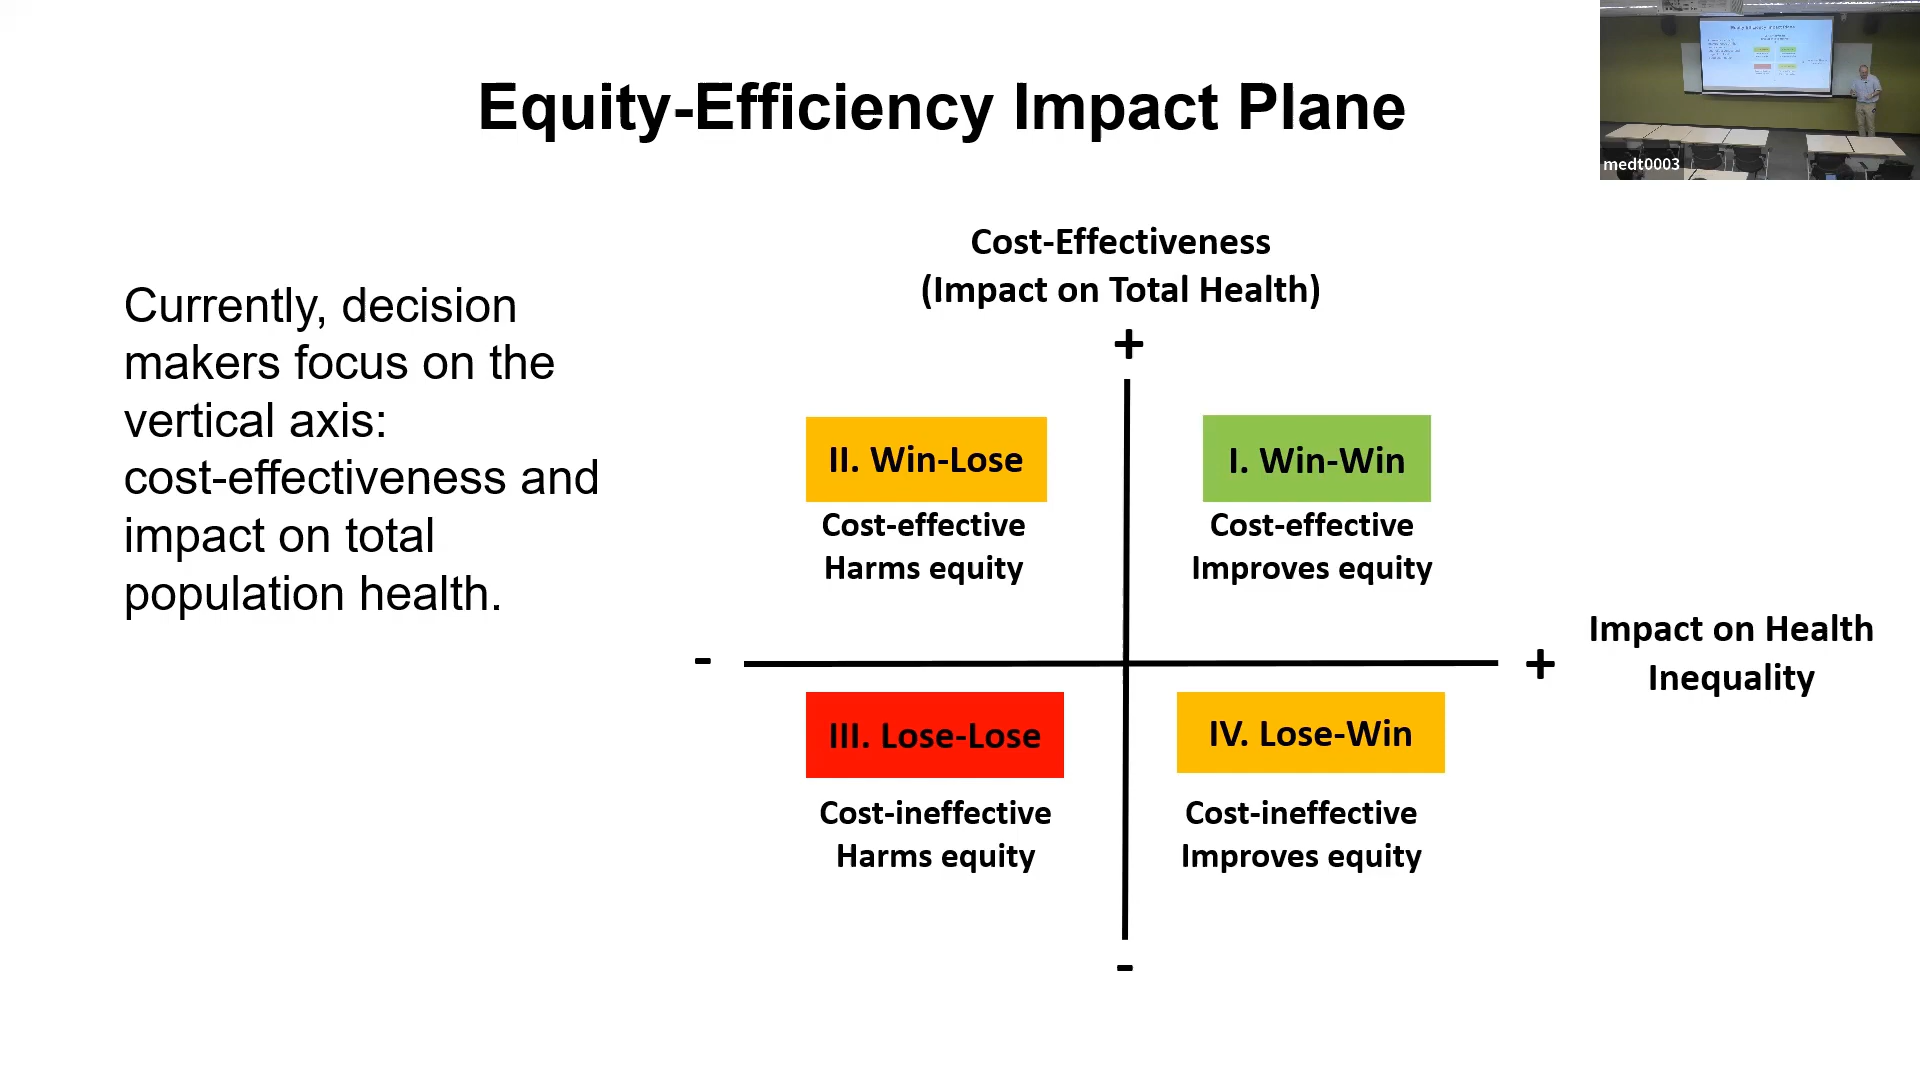 Equity-Efficiency Impact Plane
medt0003
Currently, decision
makers focus on the
vertical axis:
cost-effectiveness and
impact on total
population health.
Cost-Effectiveness
(Impact on Total Health)
+
II. Win-Lose
Cost-effective
Harms equity
I. Win-Win
Cost-effective
Improves equity
-
+
Impact on Health
Inequality
III. Lose-Lose
Cost-ineffective
Harms equity
IV. Lose-Win
Cost-ineffective
Improves equity
-